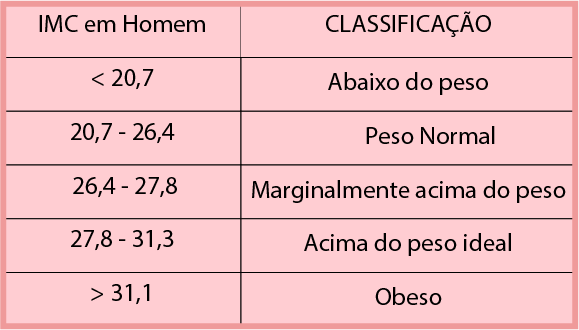 IMC em Homem CLASSIFICAÇÃO
< 20,7 Abaixo do peso
20,7 - 26,4 Peso Normal
26,4 - 27,8 Marginalmente acima do peso
27,8 - 31,3 Acima do peso ideal
> 31,1 Obeso